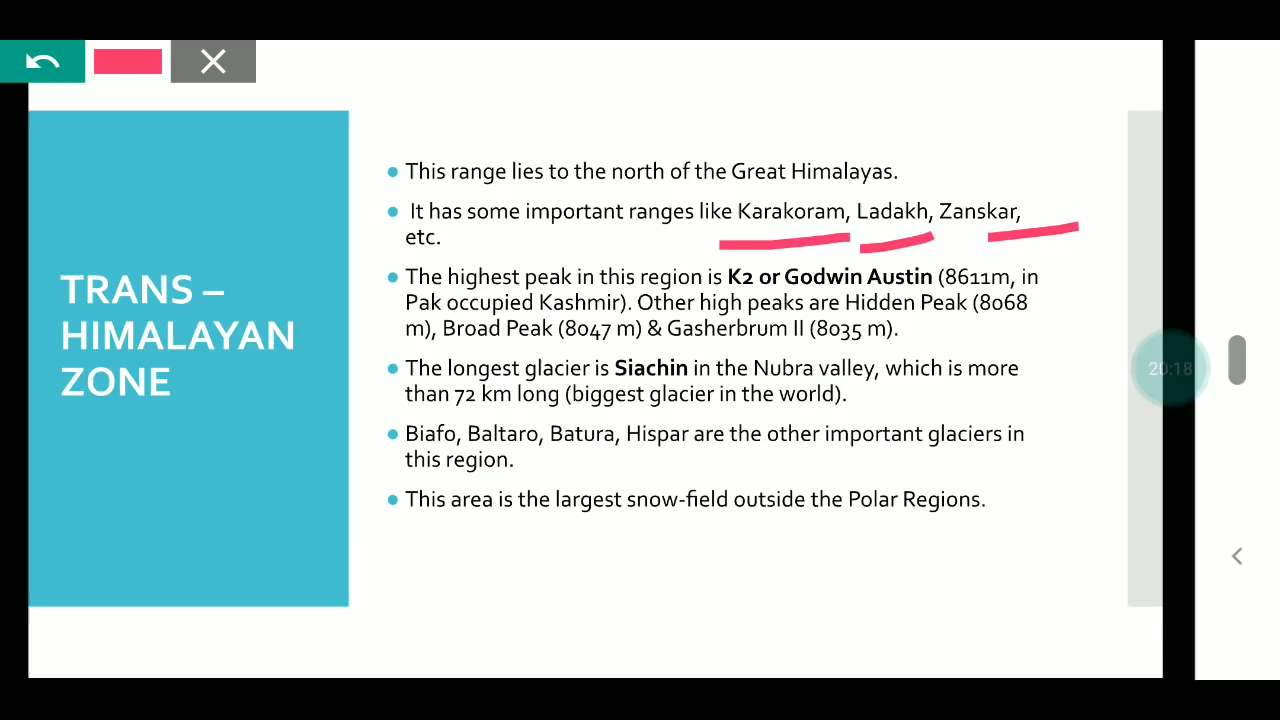 TRANS –
HIMALAYAN
ZONE
This range lies to the north of the Great Himalayas.
It has some important ranges like Karakoram, Ladakh, Zanskar,
etc.
The highest peak in this region is K2 or Godwin Austin (8611m, in
Pak occupied Kashmir). Other high peaks are Hidden Peak (8068
m), Broad Peak (8047 m) & Gasherbrum II (8035 m).
The longest glacier is Siachin in the Nubra valley, which is more
than 72 km long (biggest glacier in the world).
Biafo, Baltaro, Batura, Hispar are the other important glaciers in
this region.
This area is the largest snow-field outside the Polar Regions.
20:18